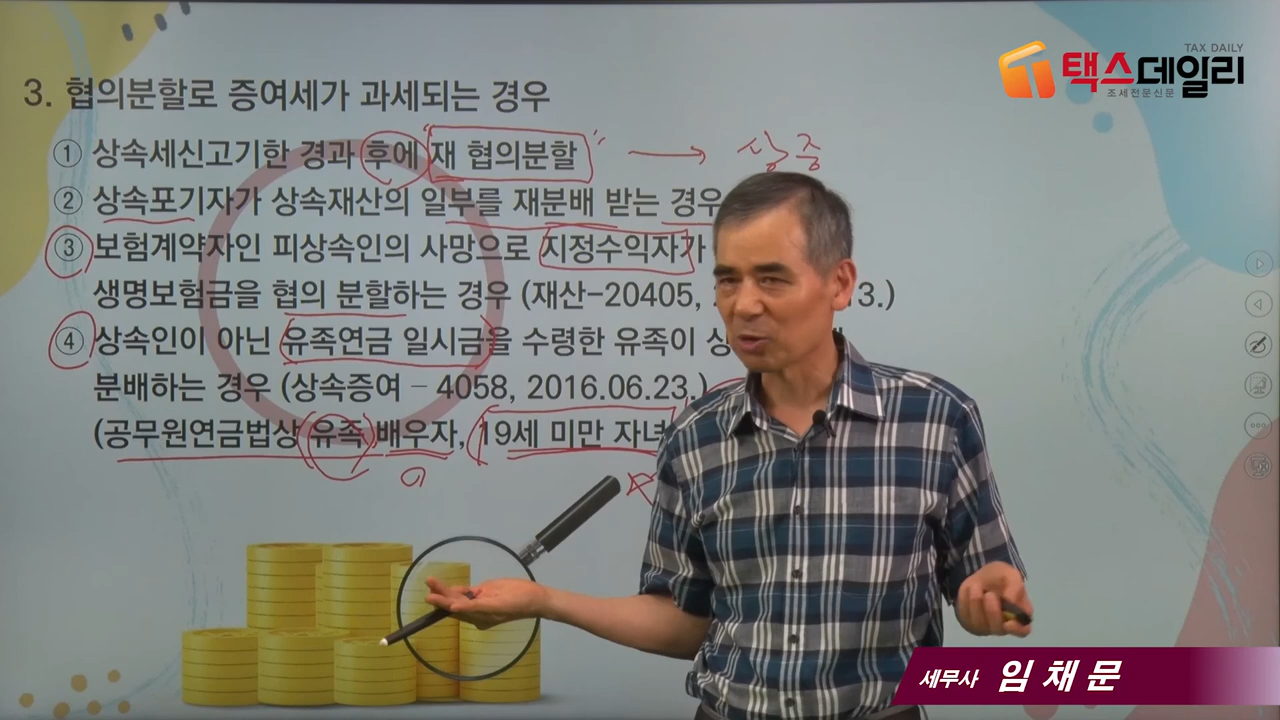 TAX DAILY
택스데일리
조세전문신문
3. 협의분할로 증여세가 과세되는 경우
① 상속세신고기한 경과 후에 재 협의분할 → 상증
② 상속포기자가 상속재산의 일부를 재분배 받는 경우
③ 보험계약자인 피상속인의 사망으로 지정수익자가
생명보험금을 협의 분할하는 경우 (재산-20405, 3.)
④ 상속인이 아닌 유족연금 일시금을 수령한 유족이
분배하는 경우 (상속증여 – 4058, 2016.06.23.)
(공무원연금법상 유족 배우자, 19세 미만 자녀
세무사 임채문